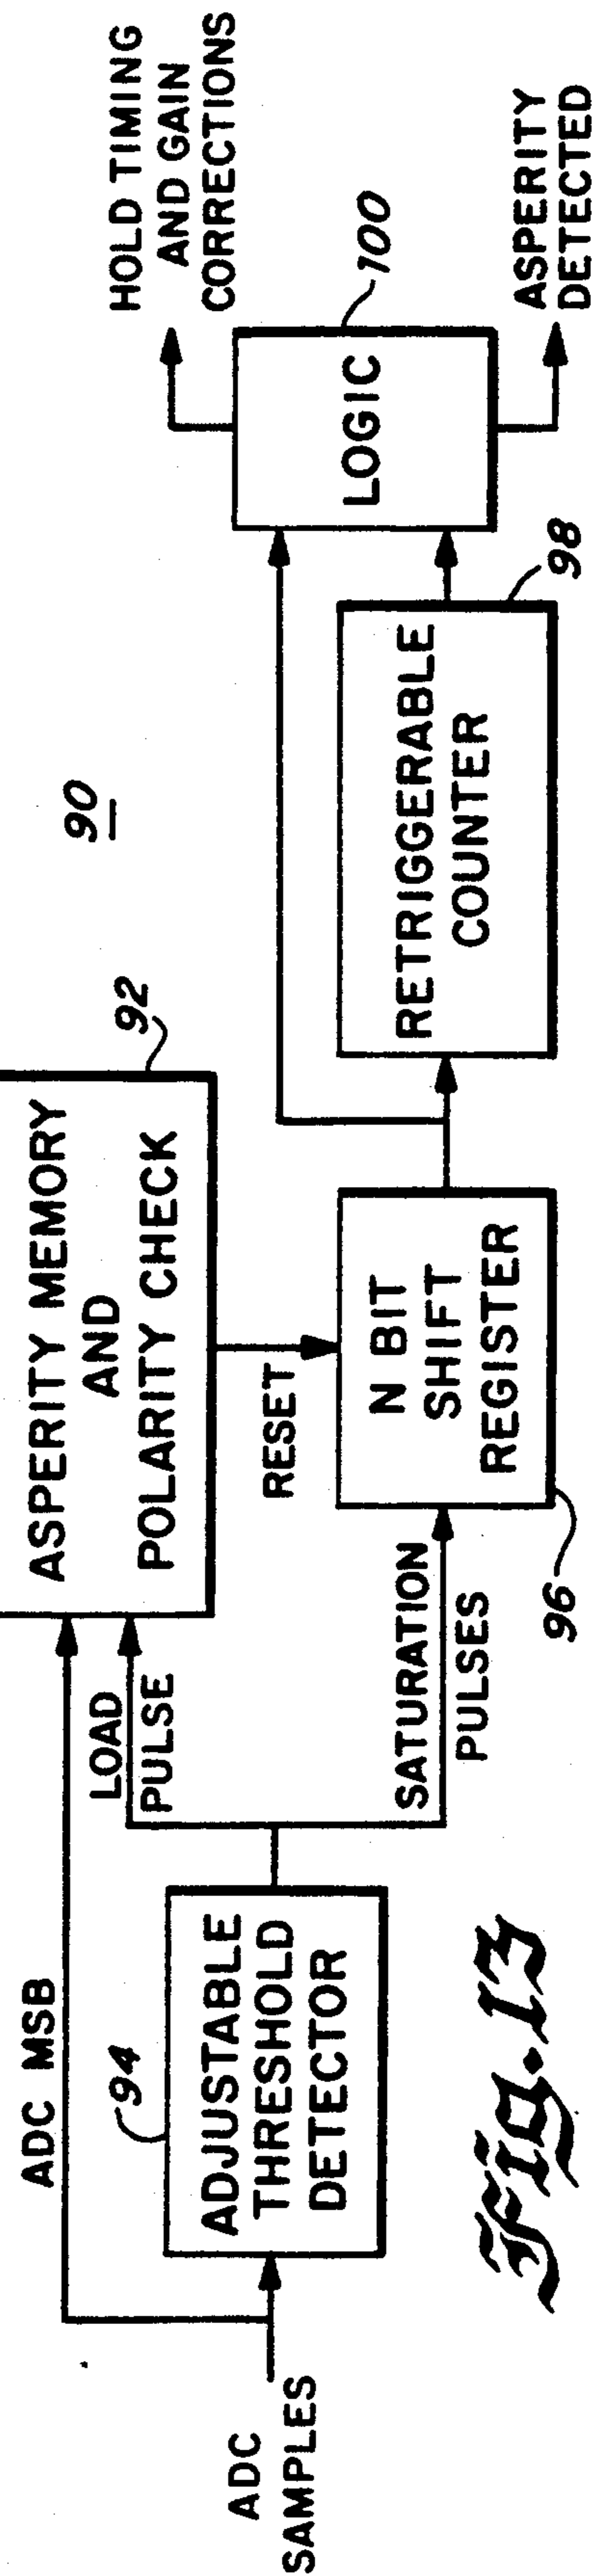 90
ADC
SAMPLES
ADC MSB
94
ADJUSTABLE
THRESHOLD
DETECTOR
LOAD
PULSE
SATURATION
PULSES
ASPERITY MEMORY
AND
POLARITY CHECK
92
RESET
N BIT
SHIFT
REGISTER
96
RETRIGGERABLE
COUNTER
98
LOGIC
100
HOLD TIMING
AND GAIN
CORRECTIONS
ASPERITY
DETECTED
Fig. 13